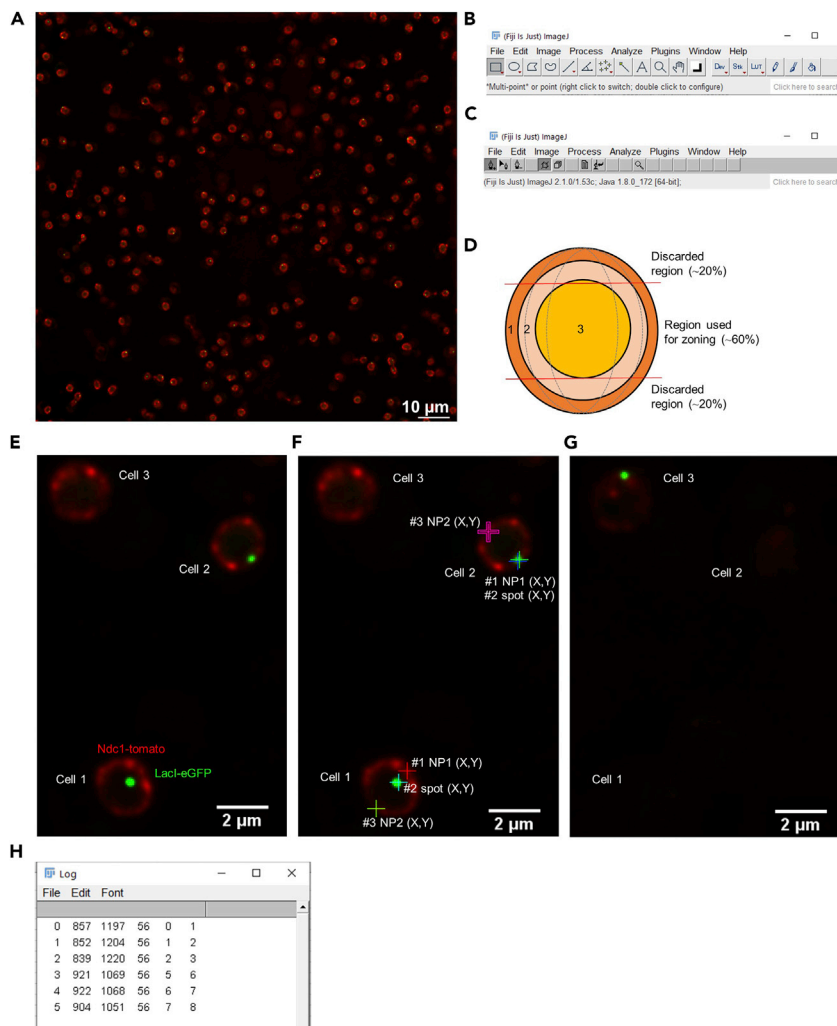 A
10 µm
B
(Fiji Is Just) ImageJ
File Edit Image Process Analyze Plugins Window Help
Dev Stk LUT
*Multi-point* or point (right click to switch; double click to configure)
Click here to search
C
(Fiji Is Just) ImageJ
File Edit Image Process Analyze Plugins Window Help
(Fiji Is Just) ImageJ 2.1.0/1.53c; Java 1.8.0_172 [64-bit];
Click here to search
D
Discarded
region (~20%)
1 2 3
Region used
for zoning (~60%)
Discarded
region (~20%)
E
Cell 3
Cell 2
Ndc1-tomato
LacI-eGFP
Cell 1
2 µm
F
Cell 3
#3 NP2 (X,Y)
Cell 2
#1 NP1 (X,Y)
#2 spot (X,Y)
#1 NP1 (X,Y)
Cell 1
#2 spot (X,Y)
#3 NP2 (X,Y)
2 µm
G
Cell 3
Cell 2
Cell 1
2 µm
H
Log
File Edit Font
0 857 1197 56 0 1
1 852 1204 56 1 2
2 839 1220 56 2 3
3 921 1069 56 5 6
4 922 1068 56 6 7
5 904 1051 56 7 8